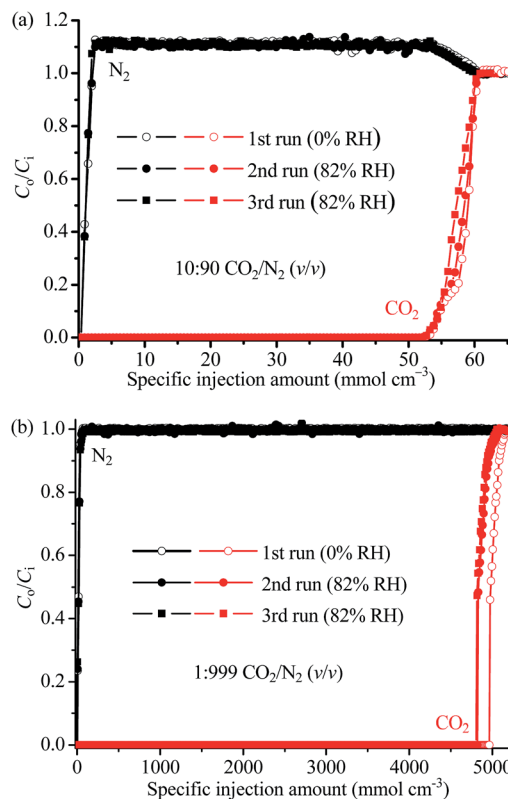 (a)
1.2
1.0
0.8
0.6
0.4
0.2
0.0
C₀/Cᵢ
N₂
1st run (0% RH)
2nd run (82% RH)
3rd run (82% RH)
10:90 CO₂/N₂ (v/v)
CO₂
0 10 20 30 40 50 60
Specific injection amount (mmol cm⁻³)
(b)
1.0
0.8
0.6
0.4
0.2
0.0
C₀/Cᵢ
N₂
1st run (0% RH)
2nd run (82% RH)
3rd run (82% RH)
1:999 CO₂/N₂ (v/v)
CO₂
0 1000 2000 3000 4000 5000
Specific injection amount (mmol cm⁻³)